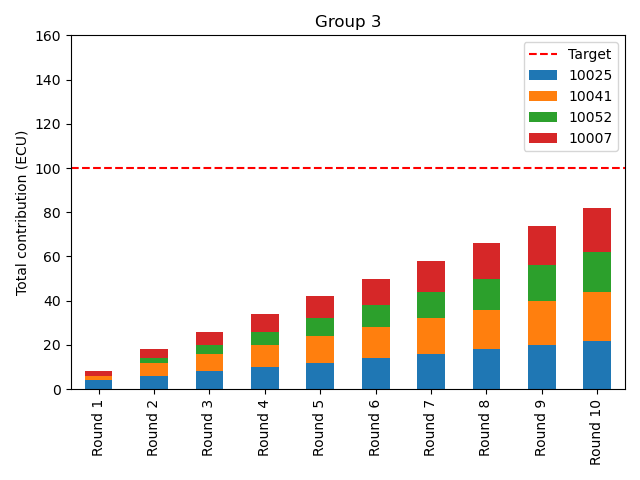 Group 3
Total contribution (ECU)
160
140
120
100
80
60
40
20
0
Target
10025
10041
10052
10007
Round 1
Round 2
Round 3
Round 4
Round 5
Round 6
Round 7
Round 8
Round 9
Round 10